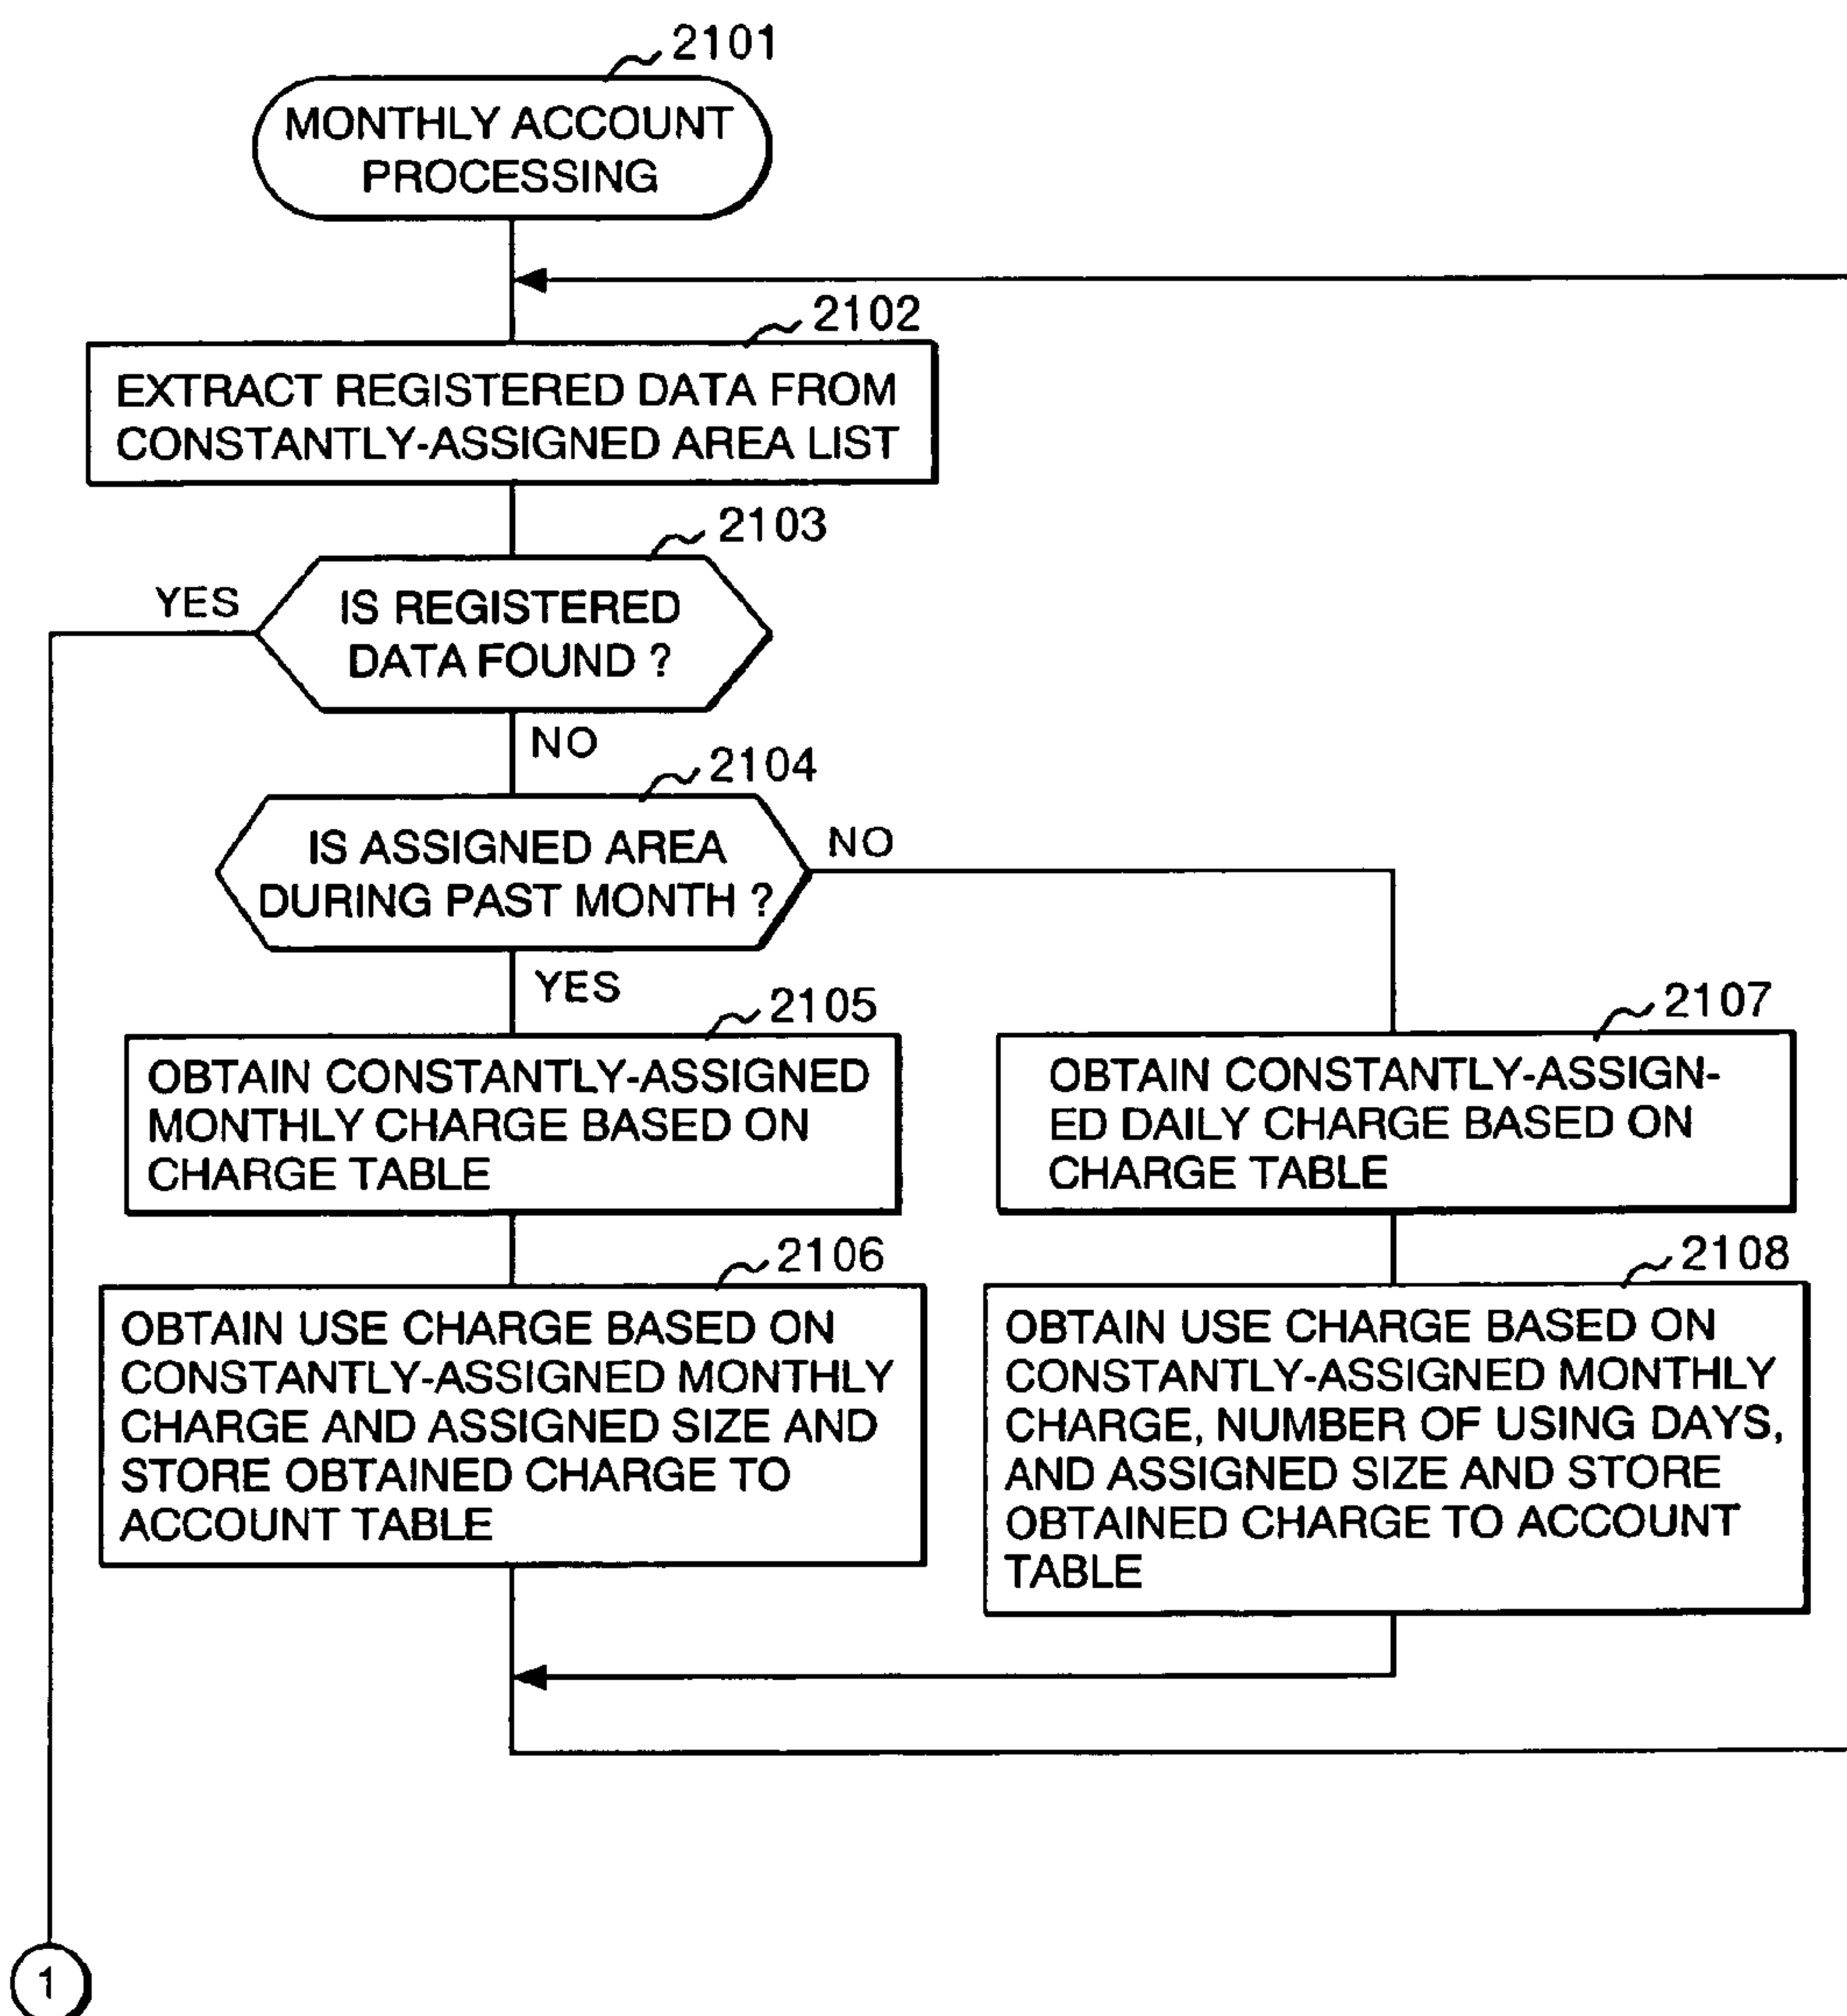 2101
MONTHLY ACCOUNT
PROCESSING
2102
EXTRACT REGISTERED DATA FROM
CONSTANTLY-ASSIGNED AREA LIST
2103
YES
IS REGISTERED
DATA FOUND ?
NO
2104
IS ASSIGNED AREA
DURING PAST MONTH ?
NO
YES
2105
OBTAIN CONSTANTLY-ASSIGNED
MONTHLY CHARGE BASED ON
CHARGE TABLE
2107
OBTAIN CONSTANTLY-ASSIGN-
ED DAILY CHARGE BASED ON
CHARGE TABLE
2106
OBTAIN USE CHARGE BASED ON
CONSTANTLY-ASSIGNED MONTHLY
CHARGE AND ASSIGNED SIZE AND
STORE OBTAINED CHARGE TO
ACCOUNT TABLE
2108
OBTAIN USE CHARGE BASED ON
CONSTANTLY-ASSIGNED MONTHLY
CHARGE, NUMBER OF USING DAYS,
AND ASSIGNED SIZE AND STORE
OBTAINED CHARGE TO ACCOUNT
TABLE
1